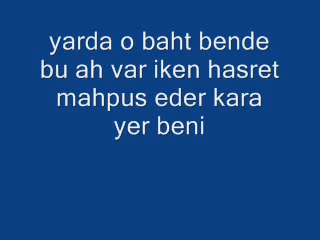 yarda o baht bende
bu ah var iken hasret
mahpus eder kara
yer beni